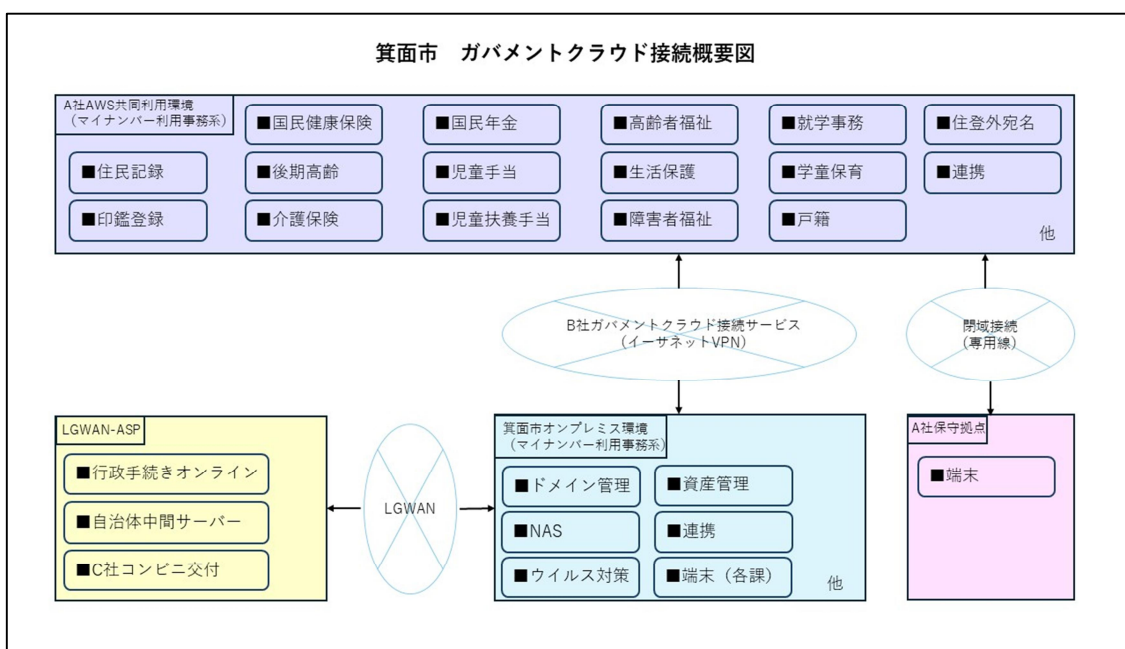 箕面市　ガバメントクラウド接続概要図
A社AWS共同利用環境
（マイナンバー利用事務系）
■国民健康保険
■国民年金
■高齢者福祉
■就学事務
■住登外宛名
■住民記録
■後期高齢
■児童手当
■生活保護
■学童保育
■連携
■印鑑登録
■介護保険
■児童扶養手当
■障害者福祉
■戸籍
他
B社ガバメントクラウド接続サービス
（イーサネットVPN）
閉域接続
（専用線）
LGWAN-ASP
■行政手続きオンライン
■自治体中間サーバー
■C社コンビニ交付
LGWAN
箕面市オンプレミス環境
（マイナンバー利用事務系）
■ドメイン管理
■資産管理
■NAS
■連携
■ウイルス対策
■端末（各課）
他
A社保守拠点
■端末